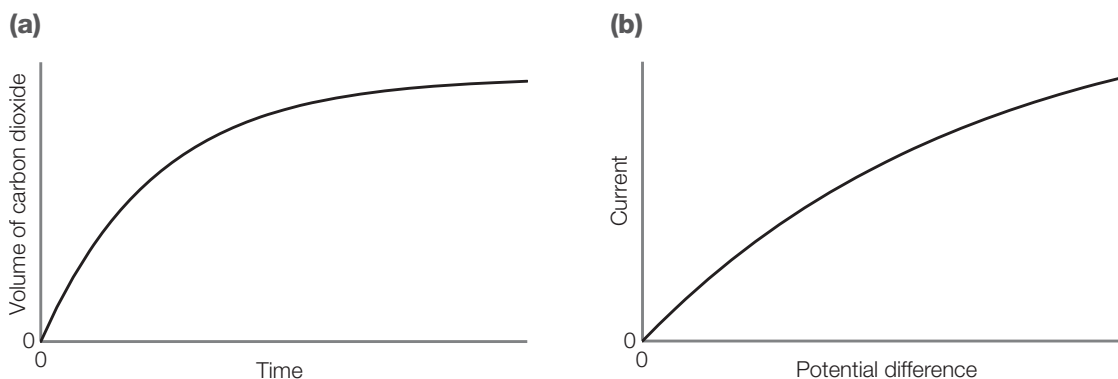 (a)
Volume of carbon dioxide
0
0
Time
(b)
Current
0
0
Potential difference